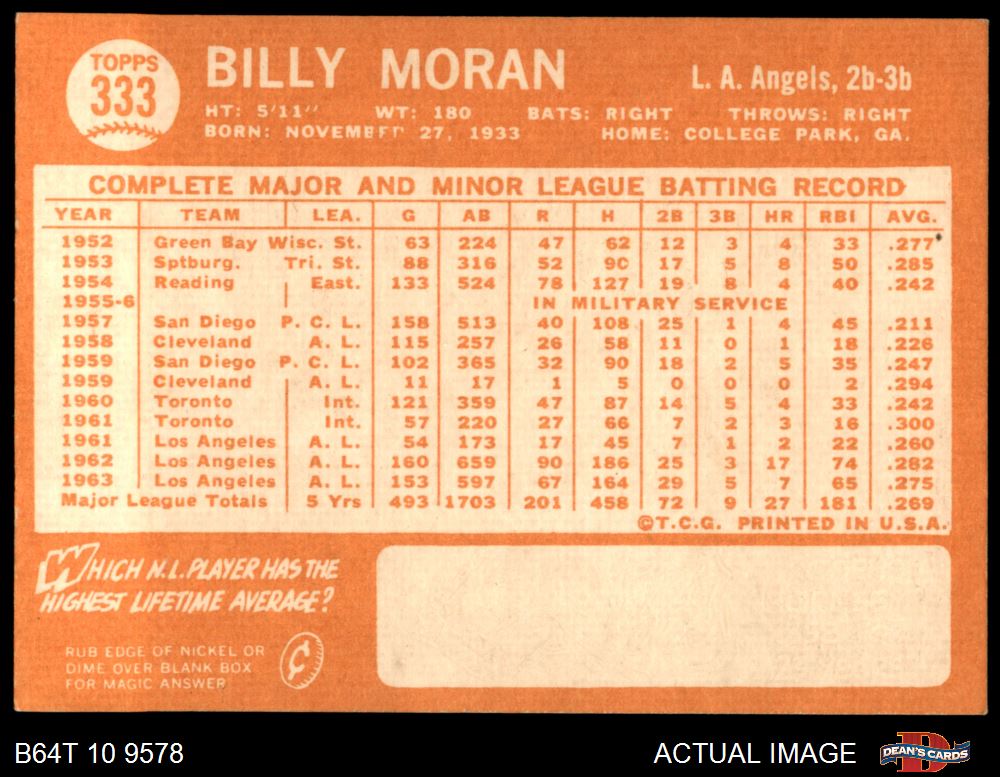 TOPPS
333
BILLY MORAN
L. A. Angels, 2b-3b
HT: 5'11'' WT: 180 BATS: RIGHT THROWS: RIGHT
BORN: NOVEMBER 27, 1933 HOME: COLLEGE PARK, GA.
COMPLETE MAJOR AND MINOR LEAGUE BATTING RECORD
YEAR TEAM LEA. G AB R H 2B 3B HR RBI AVG.
1952 Green Bay Wisc. St. 63 224 47 62 12 3 4 33 .277
1953 Sptburg. Tri. St. 88 316 52 90 17 5 8 50 .285
1954 Reading East. 133 524 78 127 19 8 4 40 .242
1955-6 IN MILITARY SERVICE
1957 San Diego P. C. L. 158 513 40 108 25 1 4 45 .211
1958 Cleveland A. L. 115 257 26 58 11 0 1 18 .226
1959 San Diego P. C. L. 102 365 32 90 18 2 5 35 .247
1959 Cleveland A. L. 11 17 1 5 0 0 0 2 .294
1960 Toronto Int. 121 359 47 87 14 5 4 33 .242
1961 Toronto Int. 57 220 27 66 7 2 3 16 .300
1961 Los Angeles A. L. 54 173 17 45 7 1 2 22 .260
1962 Los Angeles A. L. 160 659 90 186 25 3 17 74 .282
1963 Los Angeles A. L. 153 597 67 164 29 5 7 65 .275
Major League Totals 5 Yrs 493 1703 201 458 72 9 27 181 .269
©T.C.G. PRINTED IN U.S.A.
WHICH N.L. PLAYER HAS THE
HIGHEST LIFETIME AVERAGE?
RUB EDGE OF NICKEL OR
DIME OVER BLANK BOX
FOR MAGIC ANSWER
¢
B64T 10 9578
ACTUAL IMAGE
D
DEAN'S CARDS